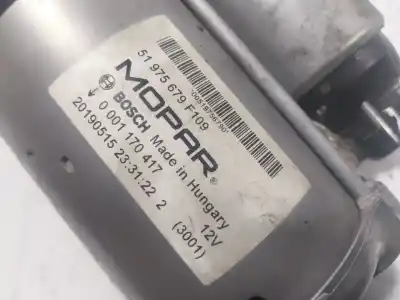 51 975 679 F109
*00519756790*
MOPAR
BOSCH Made in Hungary
0 001 170 417 12V
20190515 23:31:22 2 (3001)